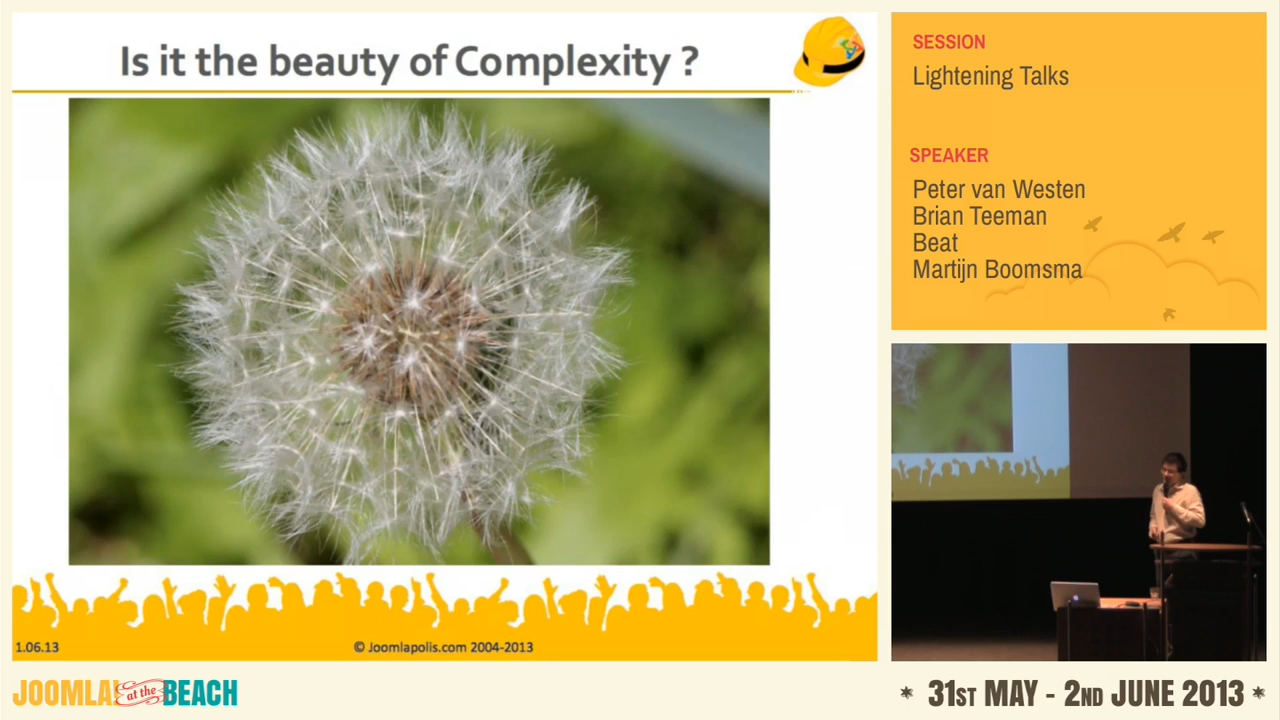 Is it the beauty of Complexity ?
1.06.13
© Joomlapolis.com 2004-2013
SESSION
Lightening Talks
SPEAKER
Peter van Westen
Brian Teeman
Beat
Martijn Boomsma
JOOMLA! at the BEACH
* 31ST MAY - 2ND JUNE 2013 *